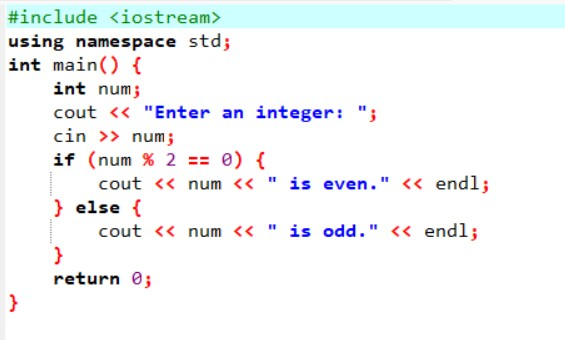 #include <iostream>
using namespace std;
int main() {
    int num;
    cout << "Enter an integer: ";
    cin >> num;
    if (num % 2 == 0) {
        cout << num << " is even." << endl;
    } else {
        cout << num << " is odd." << endl;
    }
    return 0;
}